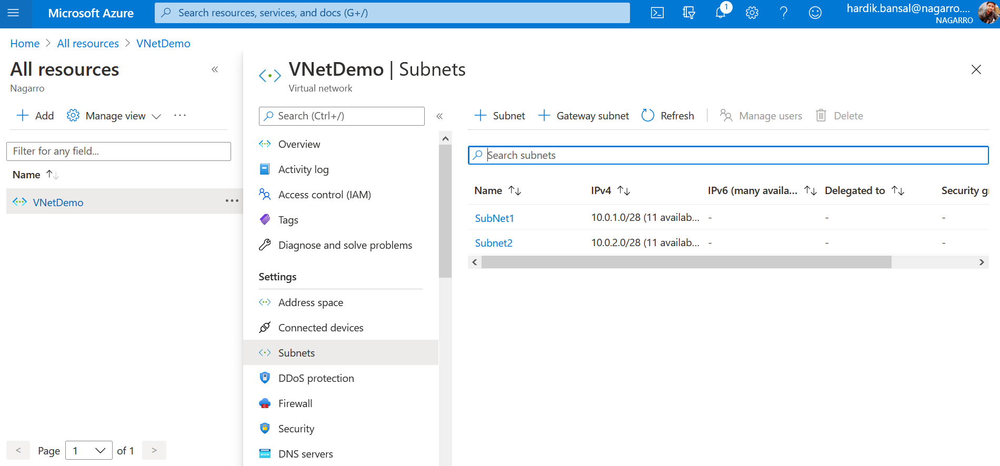 Microsoft Azure
Search resources, services, and docs (G+/)
1
hardik.bansal@nagarro....
NAGARRO
Home > All resources > VNetDemo
All resources «
Nagarro
+ Add Manage view ...
Filter for any field...
Name ↑↓
VNetDemo ...
< Page 1 of 1 >
VNetDemo | Subnets
Virtual network
Search (Ctrl+/) «
Overview
Activity log
Access control (IAM)
Tags
Diagnose and solve problems
Settings
Address space
Connected devices
Subnets
DDoS protection
Firewall
Security
DNS servers
+ Subnet + Gateway subnet Refresh Manage users Delete
Search subnets
Name ↑↓ IPv4 ↑↓ IPv6 (many availa... ↑↓ Delegated to ↑↓ Security gr
SubNet1 10.0.1.0/28 (11 availab... - - -
Subnet2 10.0.2.0/28 (11 availab... - - -